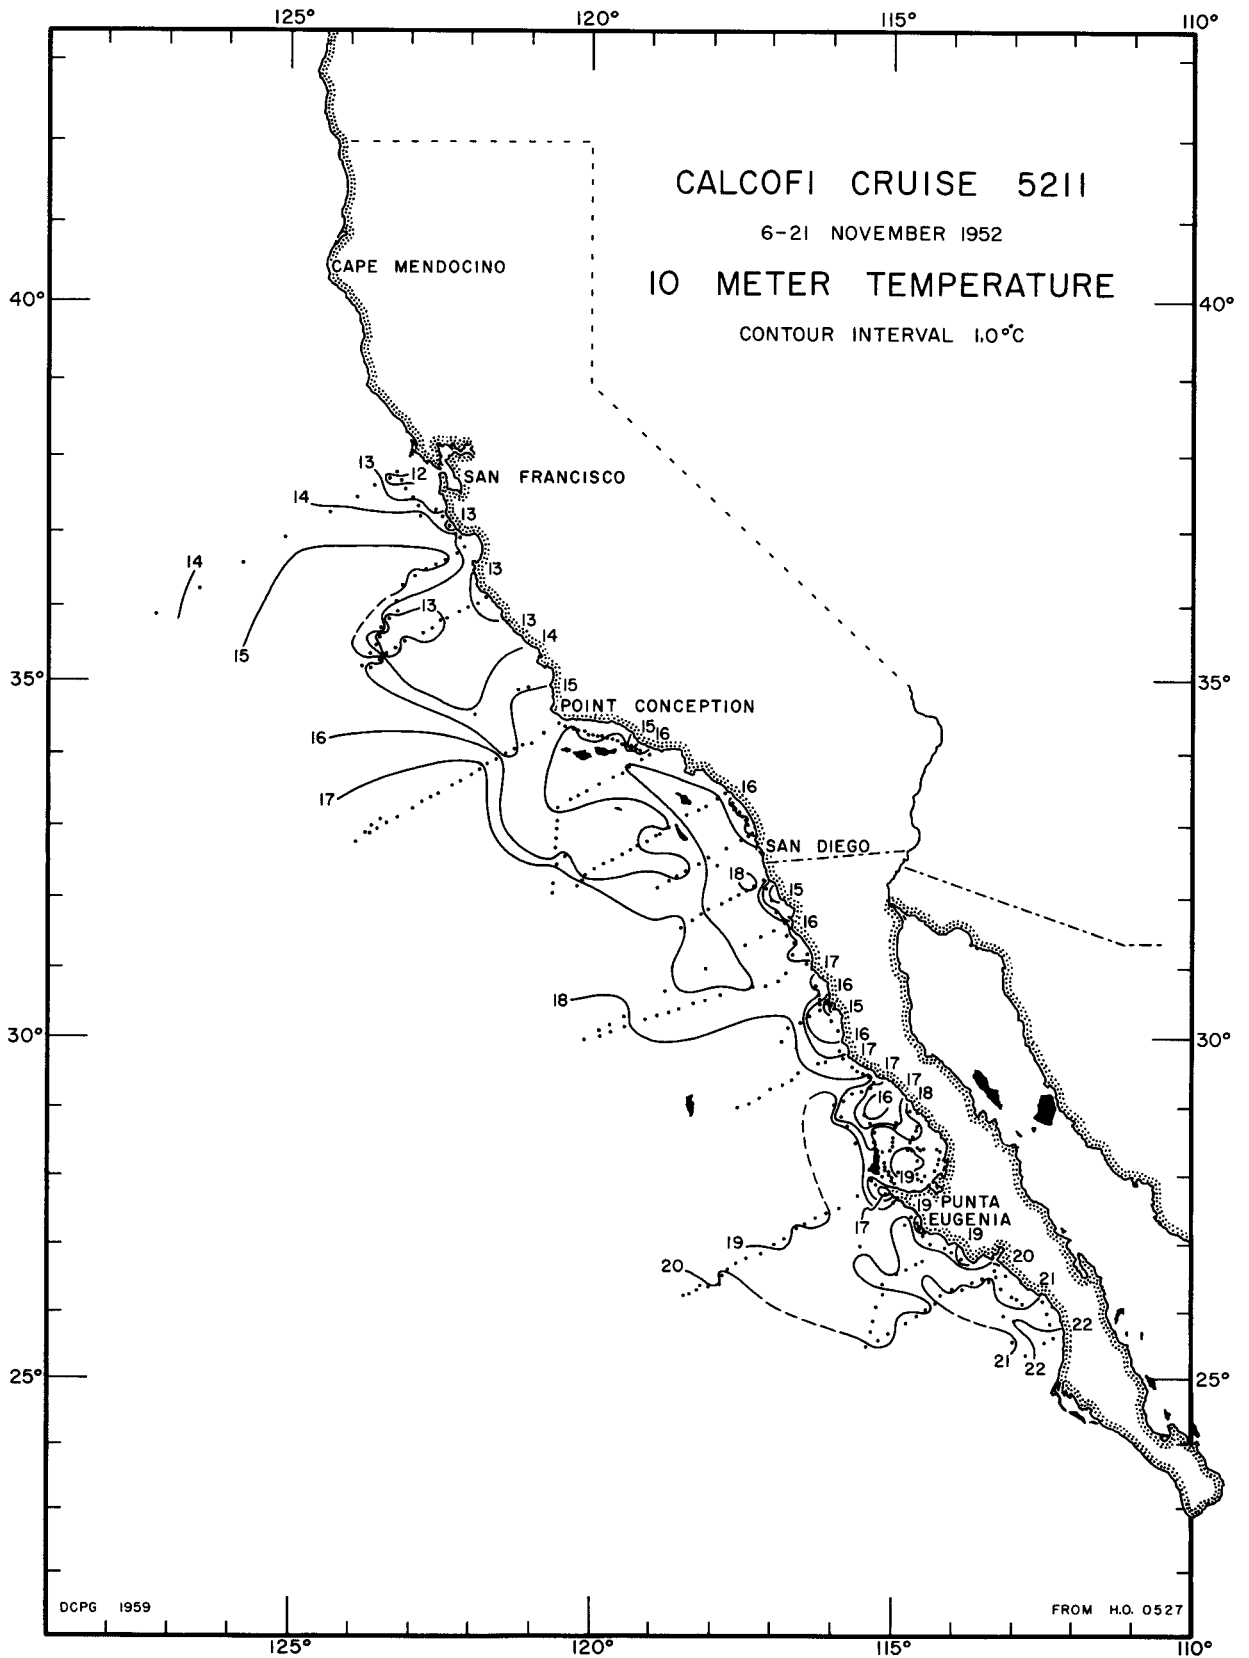 125° 120° 115° 110°
CALCOFI CRUISE 5211
6-21 NOVEMBER 1952
CAPE MENDOCINO
10 METER TEMPERATURE
40° 40°
CONTOUR INTERVAL 1.0°C
13 12 SAN FRANCISCO
14 13
14 13
13 13
14
15
35° 35°
15
POINT CONCEPTION
16 15 16
17 16
SAN DIEGO
18 15
16
17
16
18 15
30° 30°
16
17
17
17
16 18
19
19 PUNTA
17 EUGENIA
19 19
20 20
21
22
21 22
25° 25°
DCPG 1959 FROM H.O. 0527
125° 120° 115° 110°